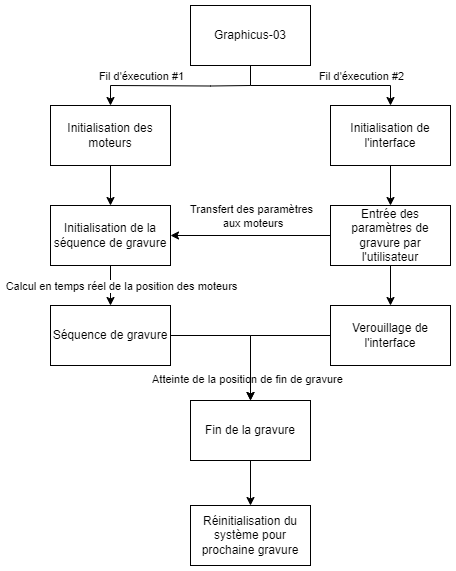 Graphicus-03
Fil d'éxecution #1
Fil d'éxecution #2
Initialisation des
moteurs
Initialisation de
l'interface
Transfert des paramètres
aux moteurs
Initialisation de la
séquence de gravure
Entrée des
paramètres de
gravure par
l'utilisateur
Calcul en temps réel de la position des moteurs
Séquence de gravure
Verouillage de
l'interface
Atteinte de la position de fin de gravure
Fin de la gravure
Réinitialisation du
système pour
prochaine gravure